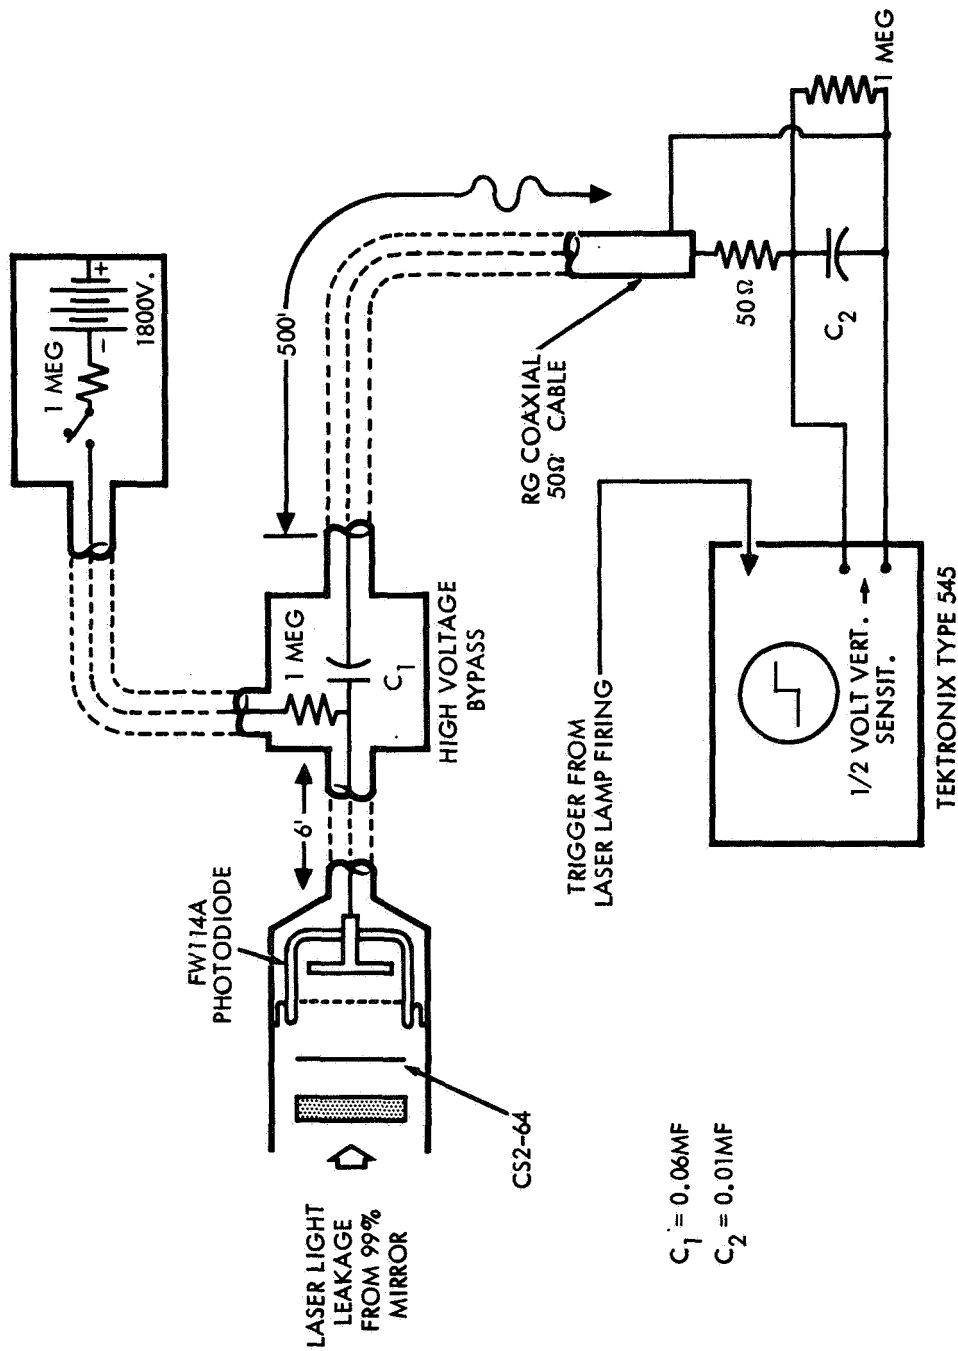 LASER LIGHT
LEAKAGE
FROM 99%
MIRROR
FW114A
PHOTODIODE
6'
CS2-64
1 MEG
C1
HIGH VOLTAGE
BYPASS
1 MEG
−
+
1800V.
500'
RG COAXIAL
50Ω CABLE
50Ω
C2
1 MEG
TRIGGER FROM
LASER LAMP FIRING
1/2 VOLT VERT.
SENSIT.
TEKTRONIX TYPE 545
C1 = 0.06MF
C2 = 0.01MF